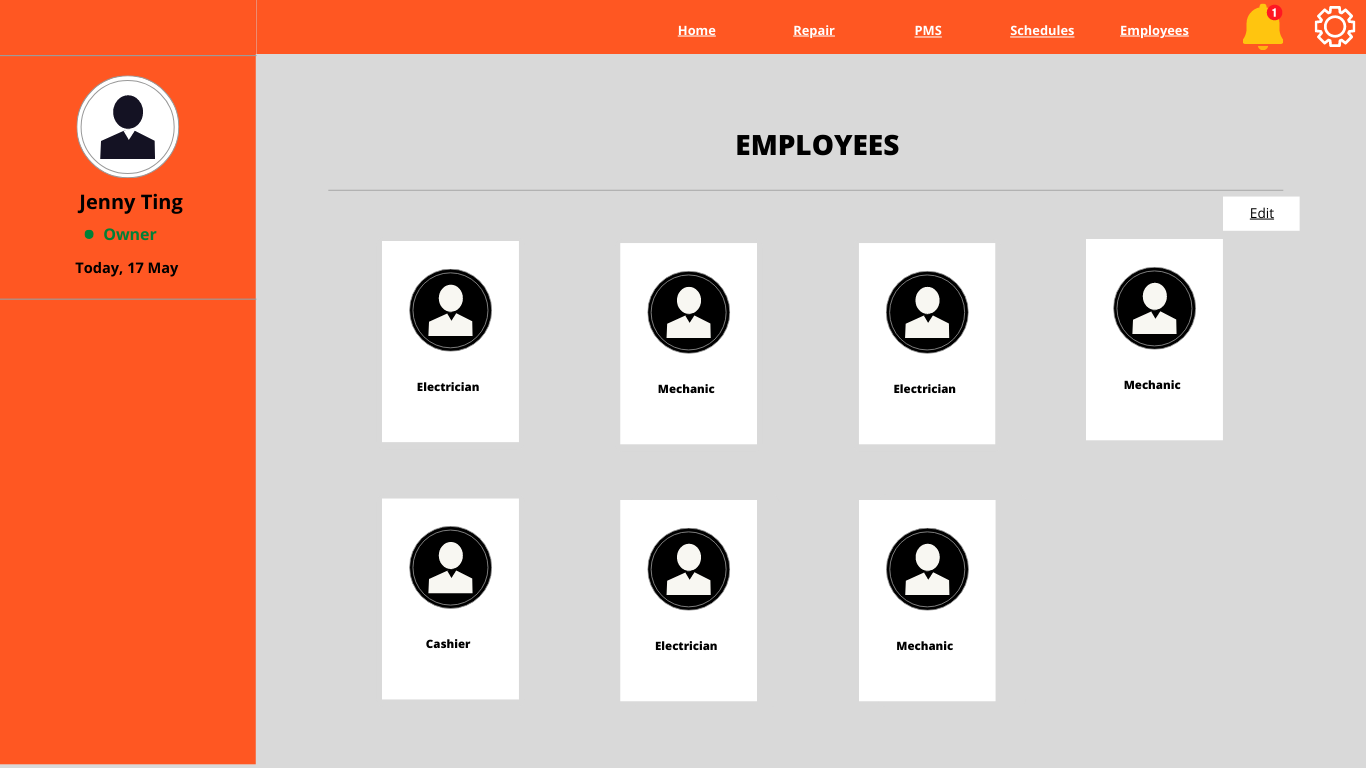 Home Repair PMS Schedules Employees 1
Jenny Ting
Owner
Today, 17 May
EMPLOYEES
Edit
Electrician Mechanic Electrician Mechanic
Cashier Electrician Mechanic